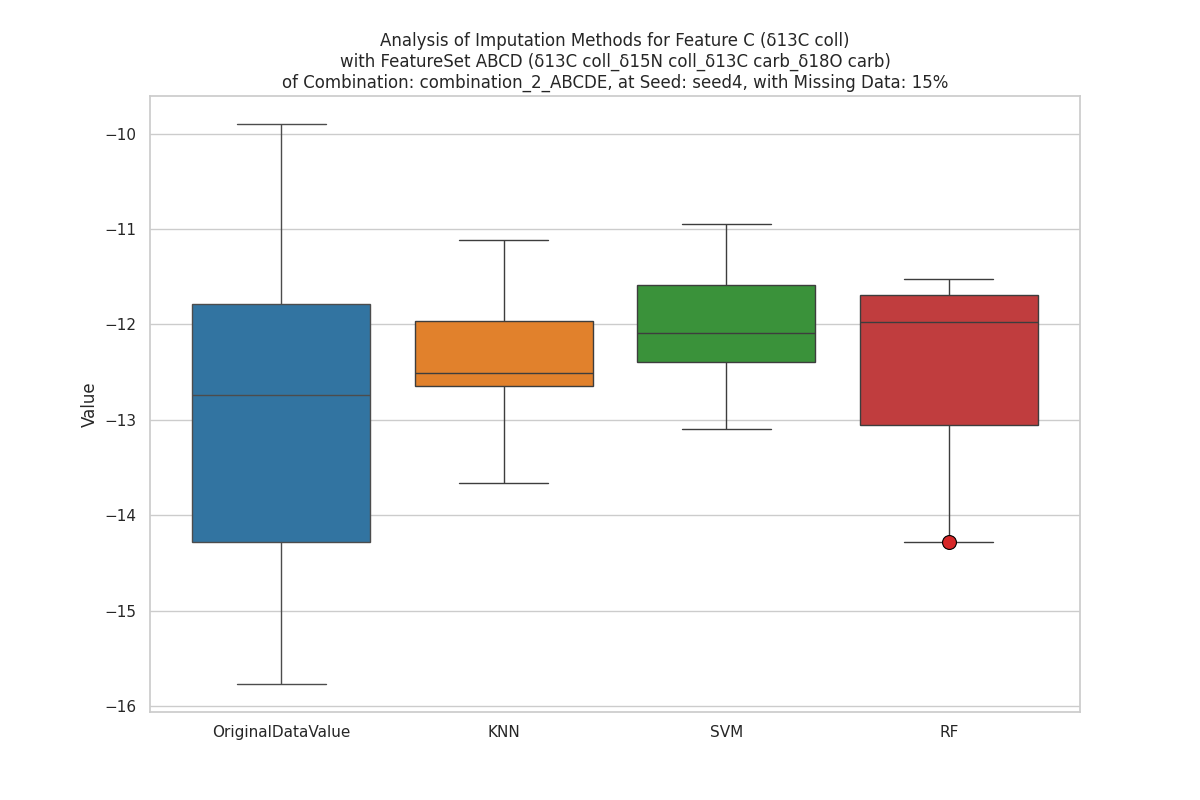 Analysis of Imputation Methods for Feature C (δ13C coll)
with FeatureSet ABCD (δ13C coll_δ15N coll_δ13C carb_δ18O carb)
of Combination: combination_2_ABCDE, at Seed: seed4, with Missing Data: 15%
−10
−11
−12
−13
−14
−15
−16
Value
OriginalDataValue
KNN
SVM
RF